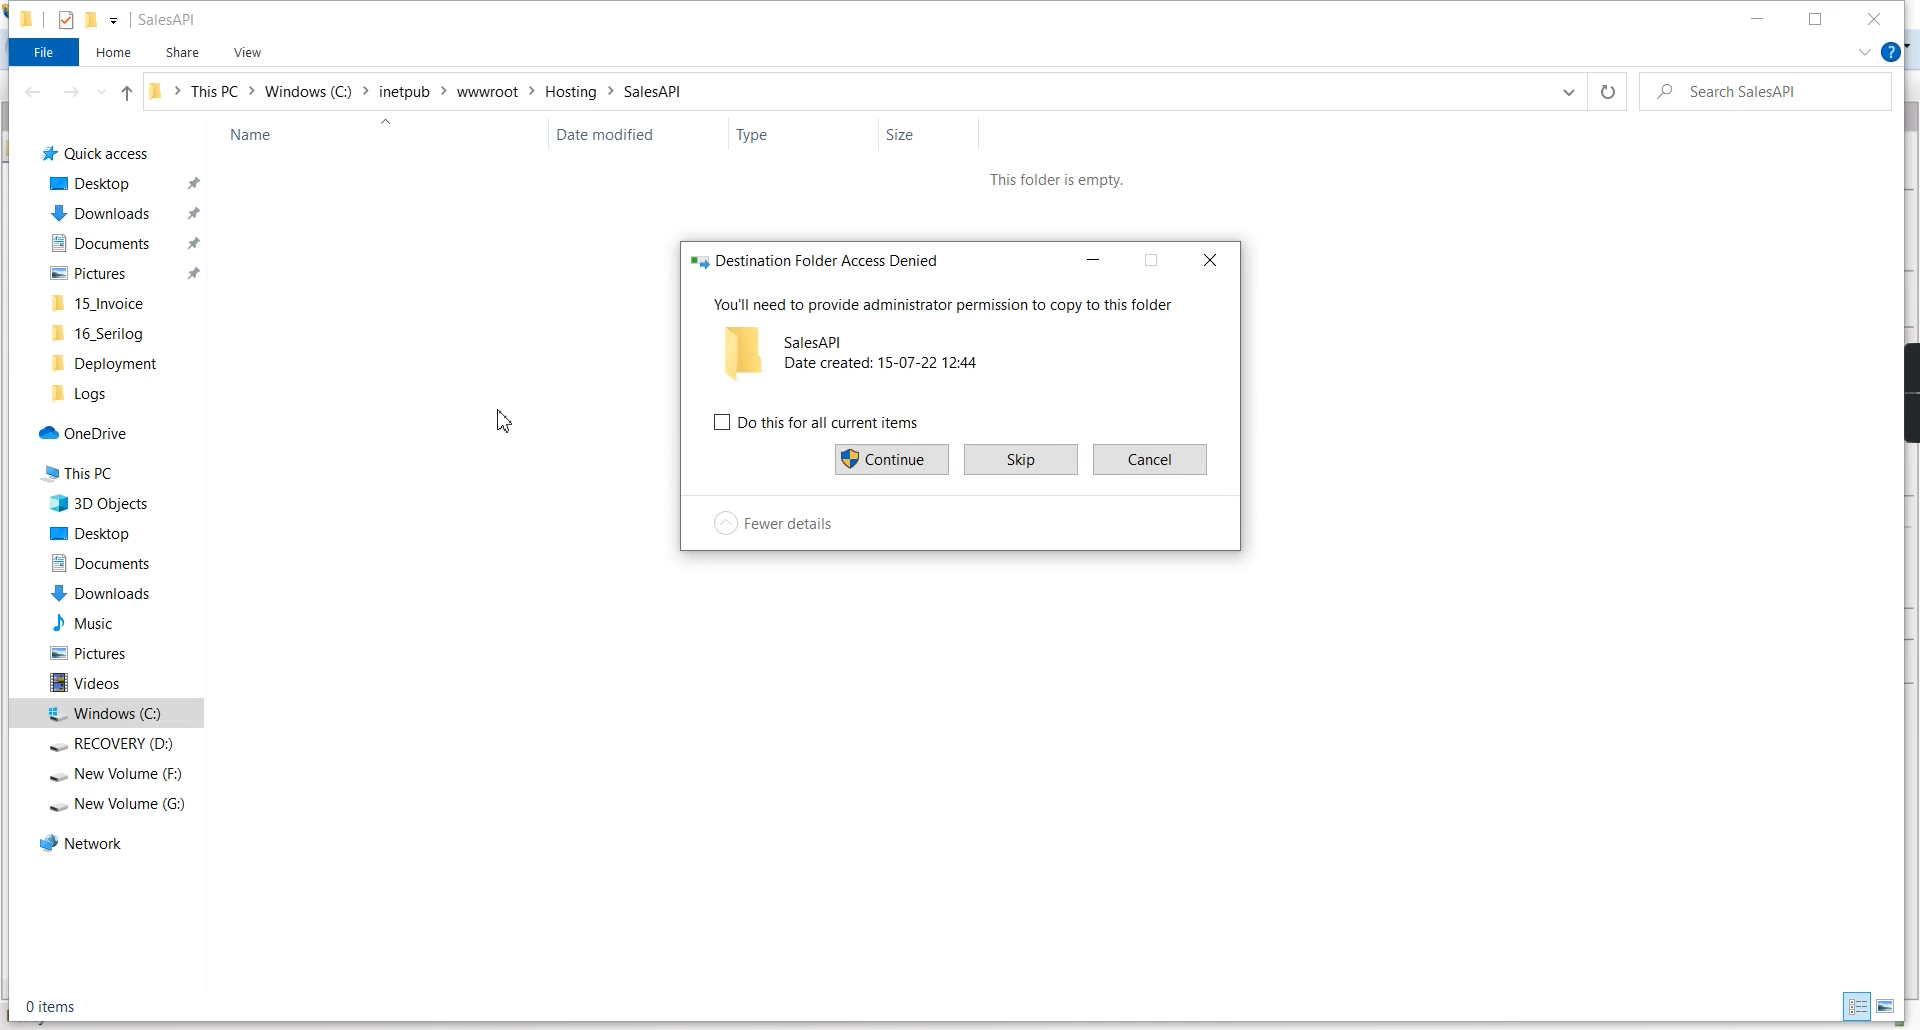 SalesAPI
File Home Share View
This PC Windows (C:) inetpub wwwroot Hosting SalesAPI
Search SalesAPI
Name Date modified Type Size
This folder is empty.
Quick access
Desktop
Downloads
Documents
Pictures
15_Invoice
16_Serilog
Deployment
Logs
OneDrive
This PC
3D Objects
Desktop
Documents
Downloads
Music
Pictures
Videos
Windows (C:)
RECOVERY (D:)
New Volume (F:)
New Volume (G:)
Network
Destination Folder Access Denied
You'll need to provide administrator permission to copy to this folder
SalesAPI
Date created: 15-07-22 12:44
Do this for all current items
Continue Skip Cancel
Fewer details
0 items